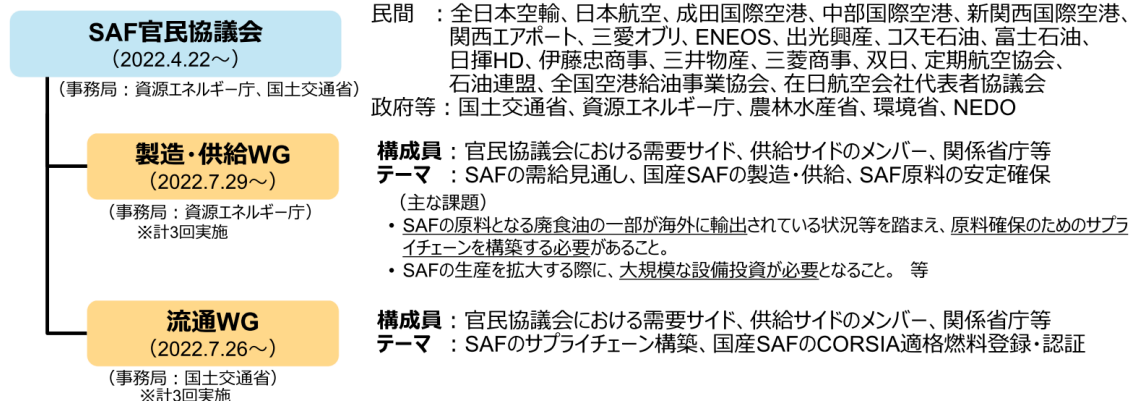 SAF官民協議会
(2022.4.22～)
(事務局：資源エネルギー庁、国土交通省)
民間　：全日本空輸、日本航空、成田国際空港、中部国際空港、新関西国際空港、
関西エアポート、三愛オブリ、ENEOS、出光興産、コスモ石油、富士石油、
日揮HD、伊藤忠商事、三井物産、三菱商事、双日、定期航空協会、
石油連盟、全国空港給油事業協会、在日航空会社代表者協議会
政府等：国土交通省、資源エネルギー庁、農林水産省、環境省、NEDO
製造・供給WG
(2022.7.29～)
(事務局：資源エネルギー庁)
※計3回実施
構成員：官民協議会における需要サイド、供給サイドのメンバー、関係省庁等
テーマ：SAFの需給見通し、国産SAFの製造・供給、SAF原料の安定確保
（主な課題）
・SAFの原料となる廃食油の一部が海外に輸出されている状況等を踏まえ、原料確保のためのサプラ
イチェーンを構築する必要があること。
・SAFの生産を拡大する際に、大規模な設備投資が必要となること。 等
流通WG
(2022.7.26～)
(事務局：国土交通省)
※計3回実施
構成員：官民協議会における需要サイド、供給サイドのメンバー、関係省庁等
テーマ：SAFのサプライチェーン構築、国産SAFのCORSIA適格燃料登録・認証